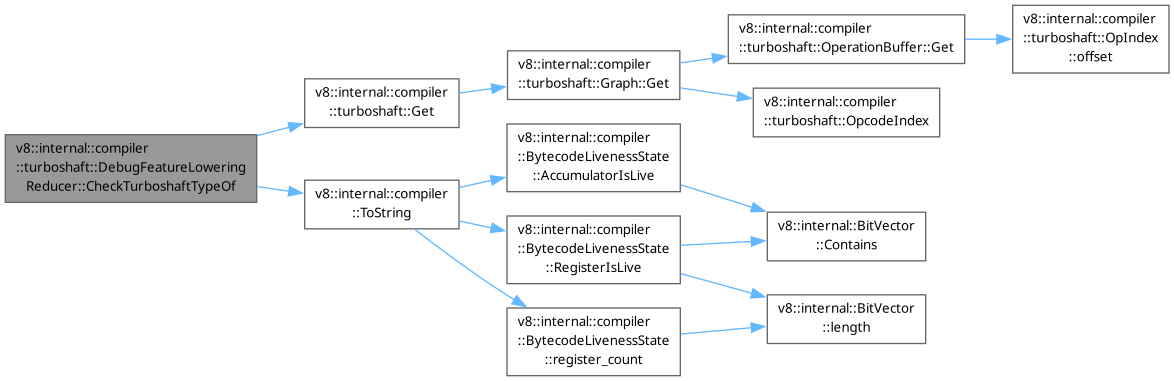 v8::internal::compiler
::turboshaft::DebugFeatureLowering
Reducer::CheckTurboshaftTypeOf
v8::internal::compiler
::turboshaft::Get
v8::internal::compiler
::turboshaft::Graph::Get
v8::internal::compiler
::turboshaft::OperationBuffer::Get
v8::internal::compiler
::turboshaft::OpIndex
::offset
v8::internal::compiler
::turboshaft::OpcodeIndex
v8::internal::compiler
::ToString
v8::internal::compiler
::BytecodeLivenessState
::AccumulatorIsLive
v8::internal::compiler
::BytecodeLivenessState
::RegisterIsLive
v8::internal::compiler
::BytecodeLivenessState
::register_count
v8::internal::BitVector
::Contains
v8::internal::BitVector
::length